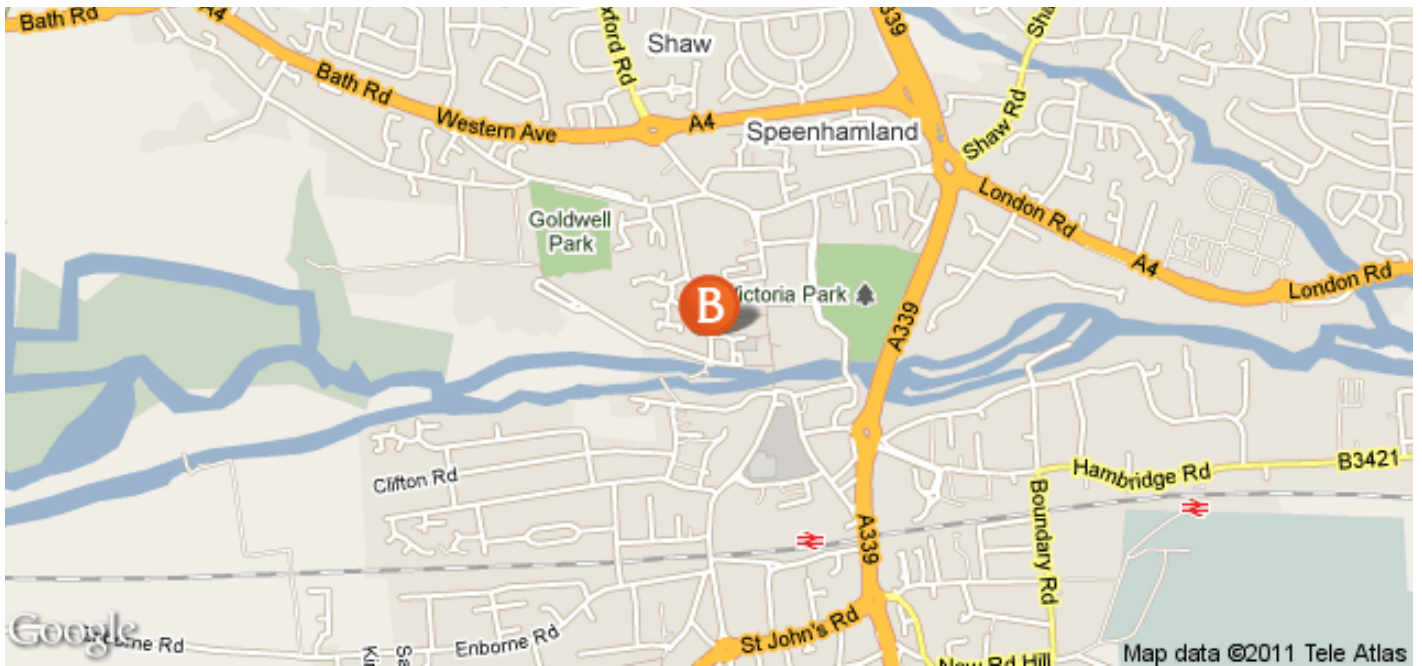 Bath Rd
A4
Bath Rd
Western Ave
xford Rd
Shaw
A4
Speenhamland
339
Shaw Rd
Sha
London Rd
A4
London Rd
Goldwell
Park
B
Victoria Park
A339
Clifton Rd
Hambridge Rd
B3421
Boundary Rd
A339
St John's Rd
Enborne Rd
New Rd Hill
Google
Map data ©2011 Tele Atlas